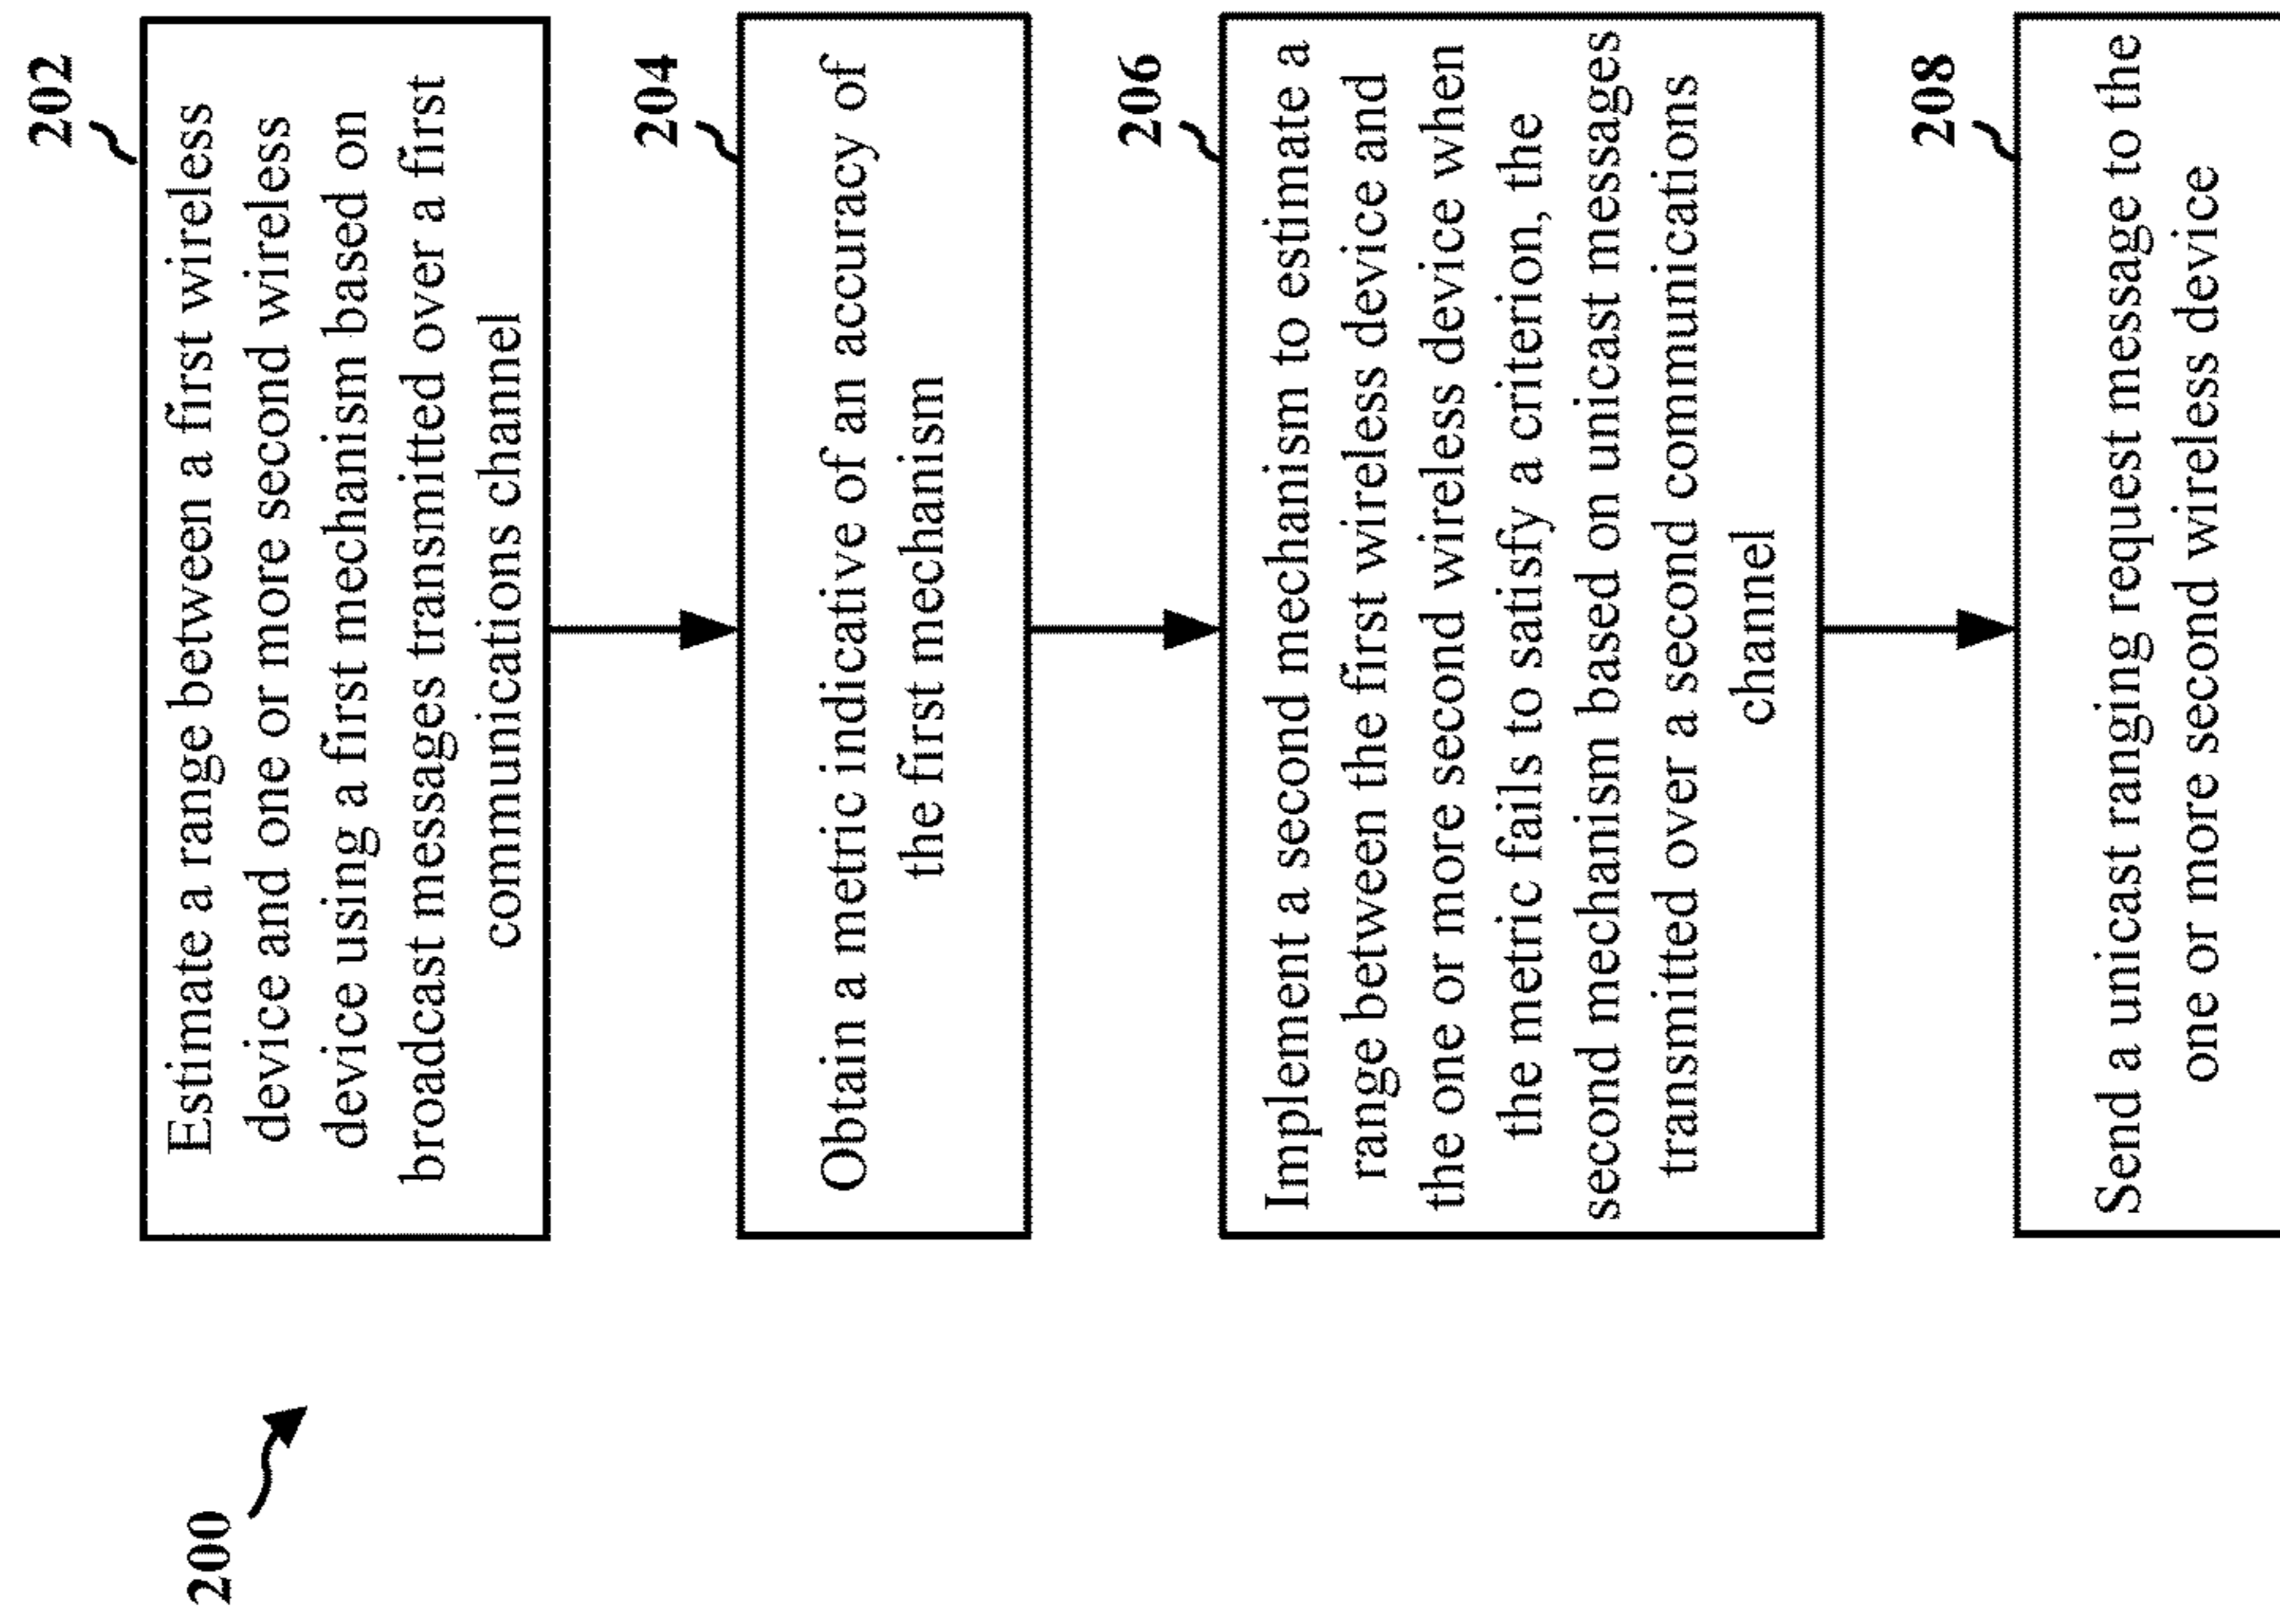 200
202
Estimate a range between a first wireless
device and one or more second wireless
device using a first mechanism based on
broadcast messages transmitted over a first
communications channel
204
Obtain a metric indicative of an accuracy of
the first mechanism
206
Implement a second mechanism to estimate a
range between the first wireless device and
the one or more second wireless device when
the metric fails to satisfy a criterion, the
second mechanism based on unicast messages
transmitted over a second communications
channel
208
Send a unicast ranging request message to the
one or more second wireless device